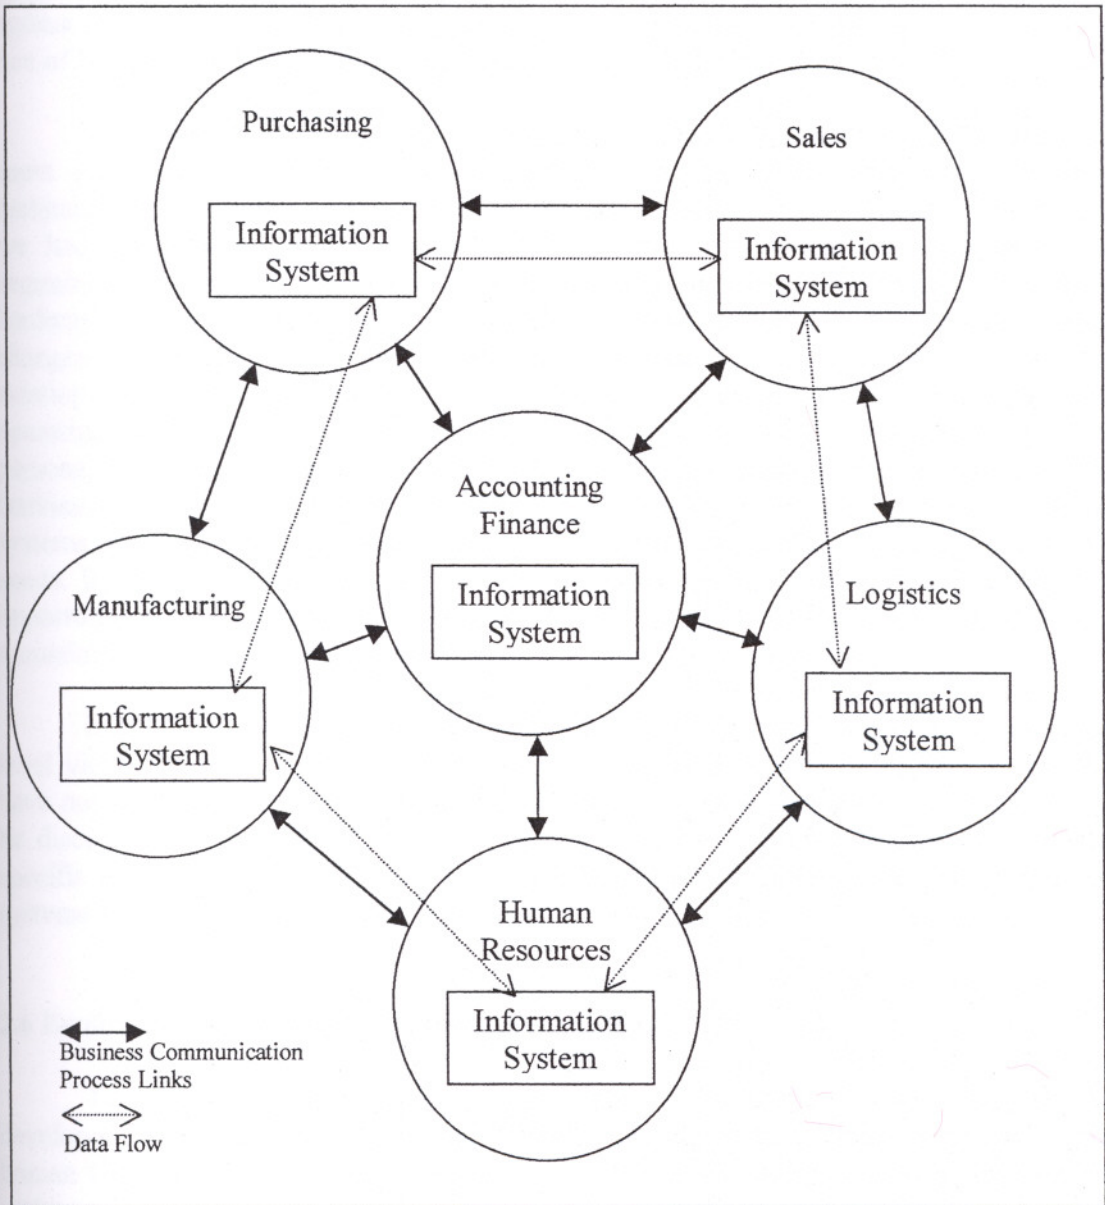 Purchasing
Information
System
Sales
Information
System
Accounting
Finance
Information
System
Manufacturing
Information
System
Logistics
Information
System
Human
Resources
Information
System
Business Communication
Process Links
Data Flow